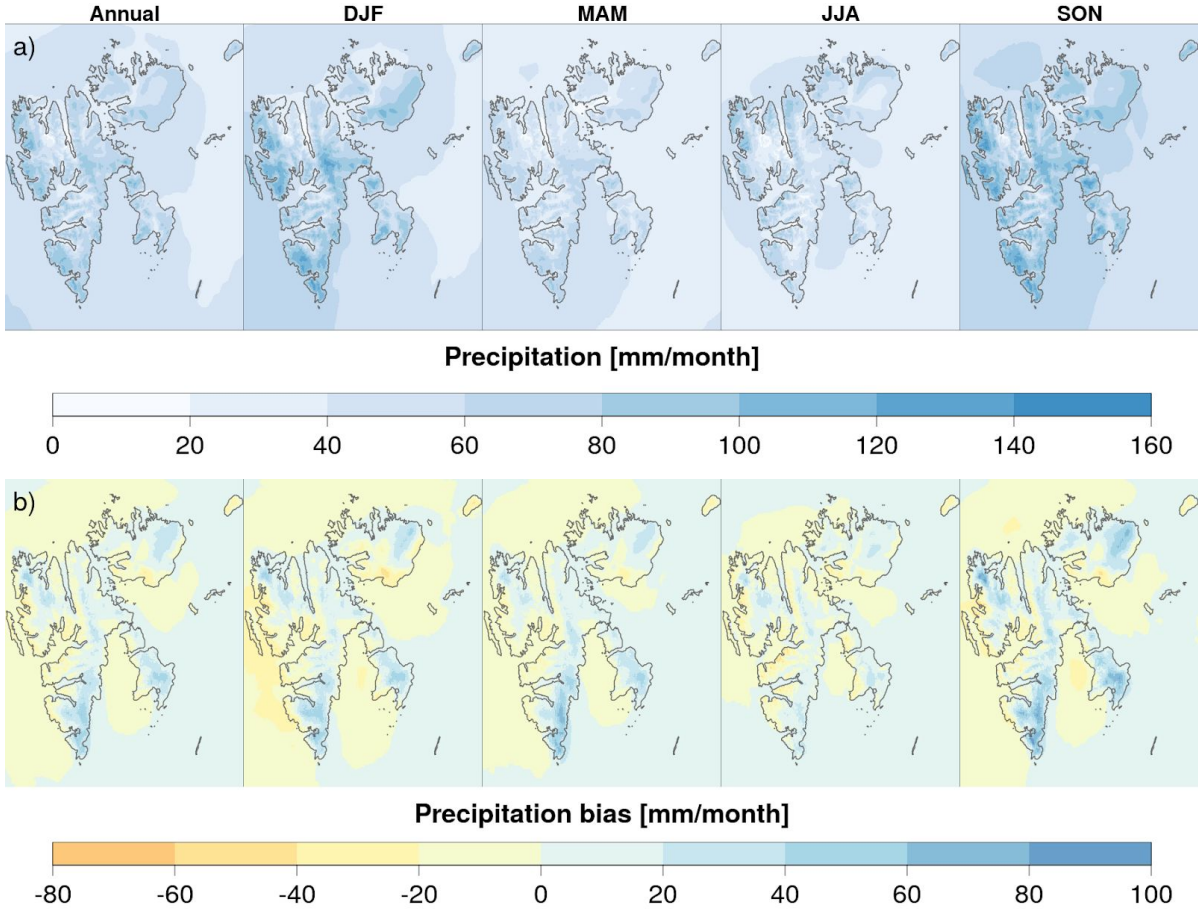 Annual DJF MAM JJA SON
a)
Precipitation [mm/month]
0 20 40 60 80 100 120 140 160
b)
Precipitation bias [mm/month]
-80 -60 -40 -20 0 20 40 60 80 100